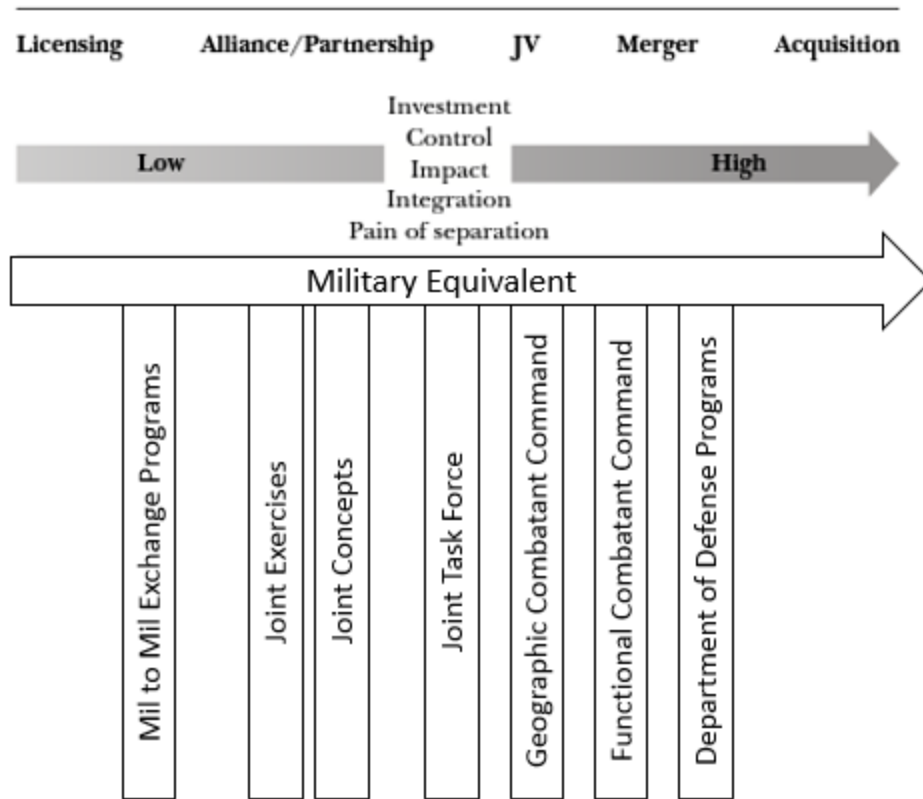 Licensing Alliance/Partnership JV Merger Acquisition
Investment
Control
Low Impact High
Integration
Pain of separation
Military Equivalent
Mil to Mil Exchange Programs
Joint Exercises
Joint Concepts
Joint Task Force
Geographic Combatant Command
Functional Combatant Command
Department of Defense Programs